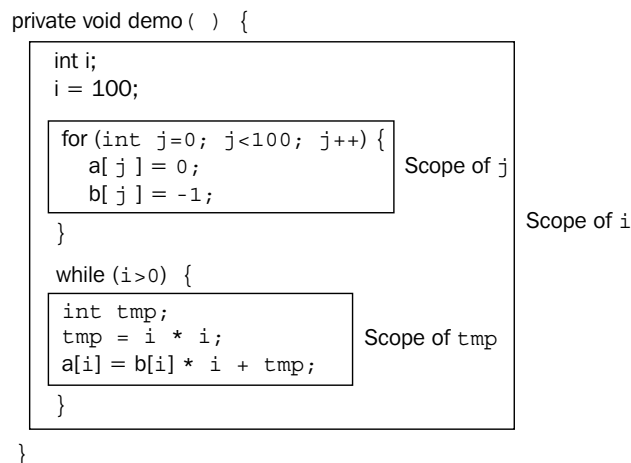 private void demo ( ) {
int i;
i = 100;
for (int j=0; j<100; j++) {
a[ j ] = 0;
b[ j ] = -1;
Scope of j
}
Scope of i
while (i>0) {
int tmp;
tmp = i * i;
a[i] = b[i] * i + tmp;
Scope of tmp
}
}